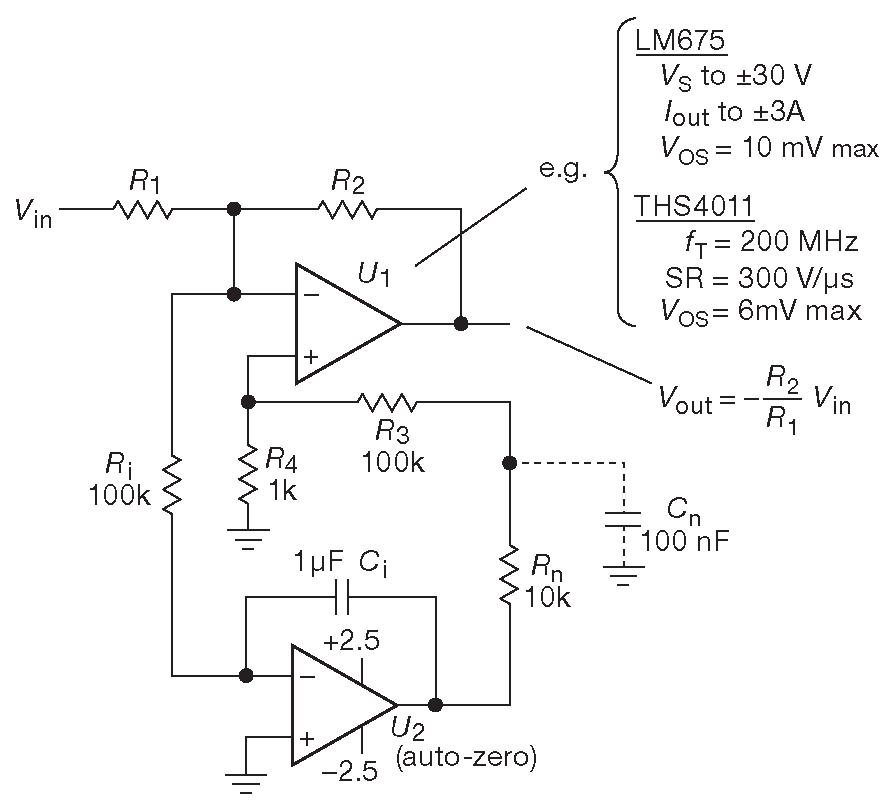 LM675
VS to ±30 V
Iout to ±3A
VOS = 10 mV max
e.g.
THS4011
fT = 200 MHz
SR = 300 V/µs
VOS = 6mV max
R1
R2
Vin
U1
−
+
Vout = − R2/R1 Vin
R3
100k
R4
1k
Ri
100k
Cn
100 nF
1µF Ci
Rn
10k
+2.5
−
+
U2
−2.5
(auto-zero)